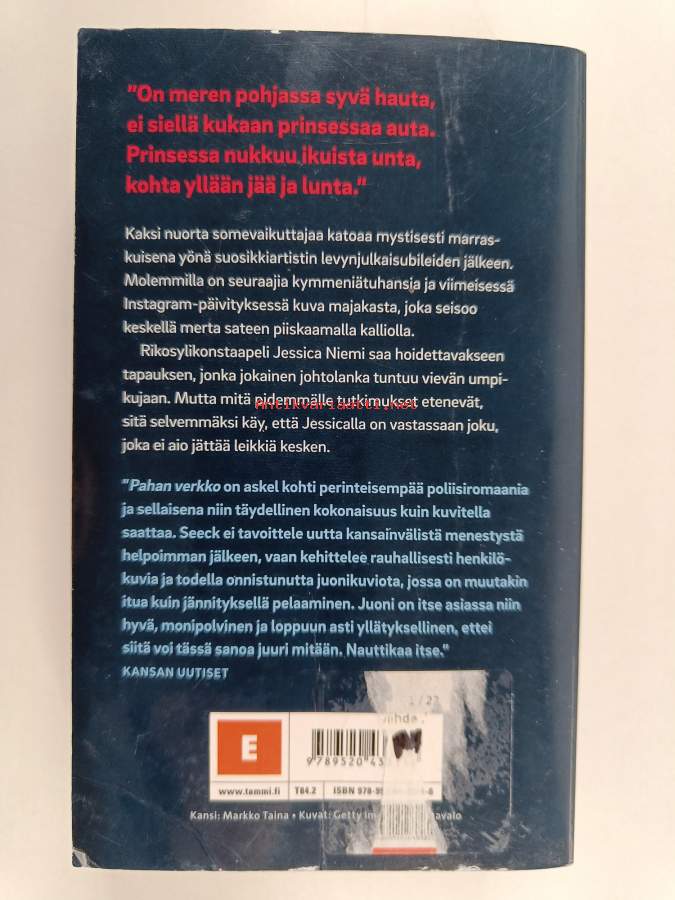 "On meren pohjassa syvä hauta,
ei siellä kukaan prinsessaa auta.
Prinsessa nukkuu ikuista unta,
kohta yllään jää ja lunta."
Kaksi nuorta somevaikuttajaa katoaa mystisesti marras-
kuisena yönä suosikkiartistin levynjulkaisubileiden jälkeen.
Molemmilla on seuraajia kymmeniätuhansia ja viimeisessä
Instagram-päivityksessä kuva majakasta, joka seisoo
keskellä merta sateen piiskaamalla kalliolla.
Rikosylikonstaapeli Jessica Niemi saa hoidettavakseen
tapauksen, jonka jokainen johtolanka tuntuu vievän umpi-
kujaan. Mutta mitä pidemmälle tutkimukset etenevät,
Antikvariaatti.net
sitä selvemmäksi käy, että Jessicalla on vastassaan joku,
joka ei aio jättää leikkiä kesken.
"Pahan verkko on askel kohti perinteisempää poliisiromaania
ja sellaisena niin täydellinen kokonaisuus kuin kuvitella
saattaa. Seeck ei tavoittele uutta kansainvälistä menestystä
helpoimman jälkeen, vaan kehittelee rauhallisesti henkilö-
kuvia ja todella onnistunutta juonikuviota, jossa on muutakin
itua kuin jännityksellä pelaaminen. Juoni on itse asiassa niin
hyvä, monipolvinen ja loppuun asti yllätyksellinen, ettei
siitä voi tässä sanoa juuri mitään. Nauttikaa itse."
KANSAN UUTISET
E
9 789520 43
www.tammi.fi
T84.2
ISBN 978-95
Kansi: Markko Taina • Kuvat: Getty